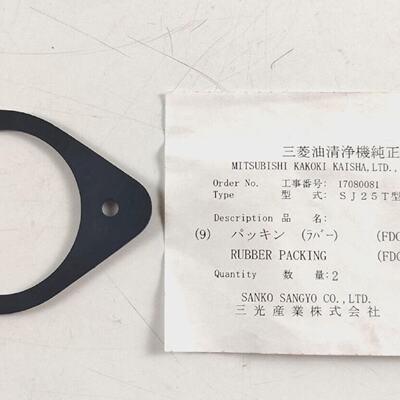 三菱油清浄機純正
MITSUBISHI KAKOKI KAISHA,LTD.,
Order No. 工事番号: 17080081
Type 型 式: SJ25T型
Description 品 名:
(9) パッキン (ラバー) (FDO
RUBBER PACKING (FDO
Quantity 数 量:2
SANKO SANGYO CO.,LTD.
三光産業株式会社